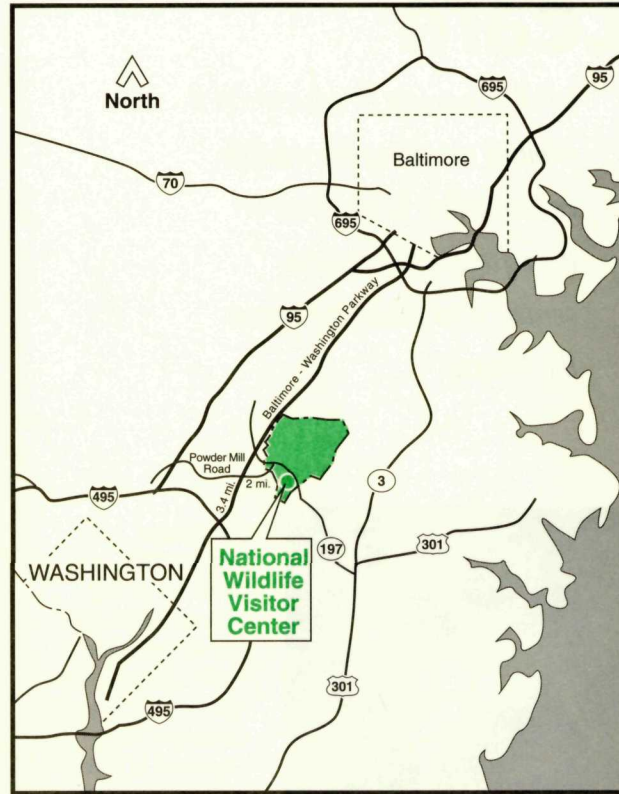 North
695
95
Baltimore
70
695
95
Baltimore - Washington Parkway
Powder Mill
Road
2 mi.
3.4 mi.
495
3
197
301
WASHINGTON
National
Wildlife
Visitor
Center
301
495